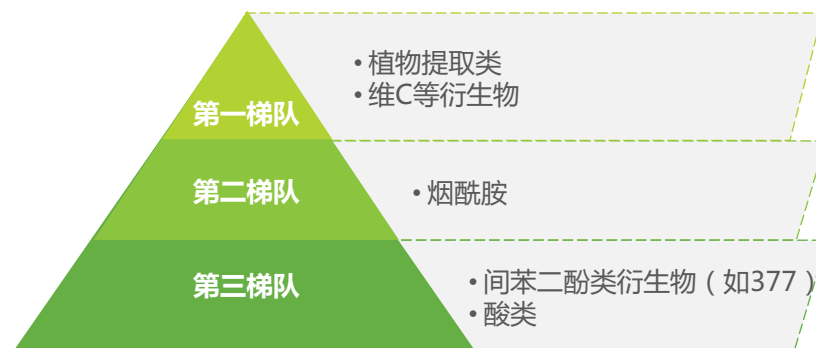 • 植物提取类
• 维C等衍生物
第一梯队
第二梯队
• 烟酰胺
第三梯队
• 间苯二酚类衍生物（如377）
• 酸类